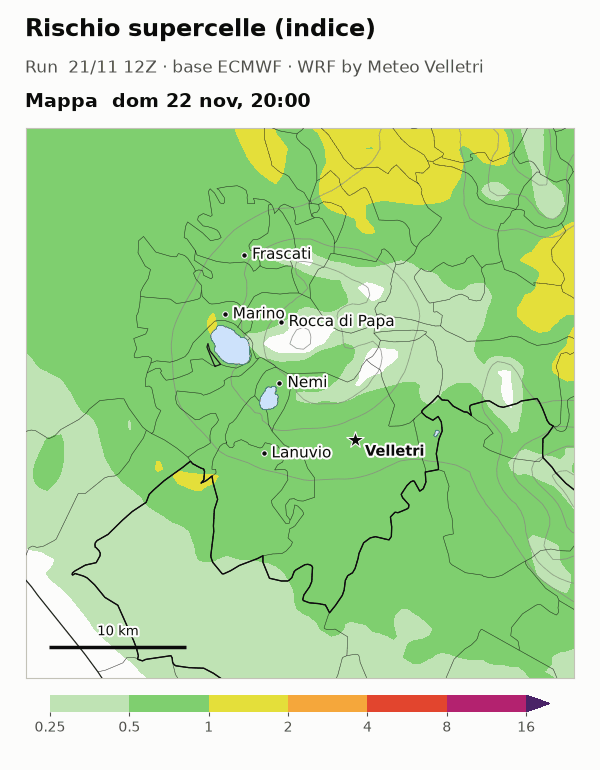 Rischio supercelle (indice)
Run  21/11 12Z · base ECMWF · WRF by Meteo Velletri
Mappa  dom 22 nov, 20:00
Frascati
Marino
Rocca di Papa
Nemi
Velletri
Lanuvio
10 km
0.25 0.5 1 2 4 8 16